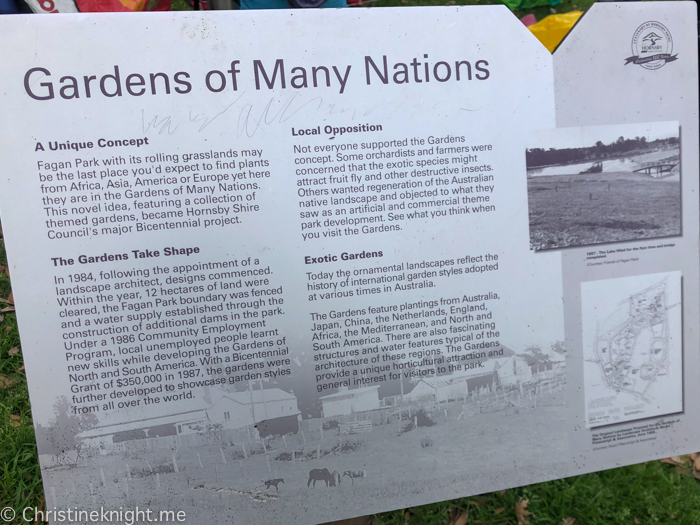 Gardens of Many Nations
A Unique Concept
Fagan Park with its rolling grasslands may
be the last place you'd expect to find plants
from Africa, Asia, America or Europe yet here
they are in the Gardens of Many Nations.
This novel idea, featuring a collection of
themed gardens, became Hornsby Shire
Council's major Bicentennial project.
The Gardens Take Shape
In 1984, following the appointment of a
landscape architect, designs commenced.
Within the year, 12 hectares of land were
cleared, the Fagan Park boundary was fenced
and a water supply established through the
construction of additional dams in the park.
Under a 1986 Community Employment
Program, local unemployed people learnt
new skills while developing the Gardens of
North and South America. With a Bicentennial
Grant of $350,000 in 1987, the gardens were
further developed to showcase garden styles
from all over the world.
Local Opposition
Not everyone supported the Gardens
concept. Some orchardists and farmers were
concerned that the exotic species might
attract fruit fly and other destructive insects.
Others wanted regeneration of the Australian
native landscape and objected to what they
saw as an artificial and commercial theme
park development. See what you think when
you visit the Gardens.
Exotic Gardens
Today the ornamental landscapes reflect the
history of international garden styles adopted
at various times in Australia.
The Gardens feature plantings from Australia,
Japan, China, the Netherlands, England,
Africa, the Mediterranean, and North and
South America. There are also fascinating
structures and water features typical of the
architecture of these regions. The Gardens
provide a unique horticultural attraction and
general interest for visitors to the park.
HORNSBY
1987 - The Lake filled for the first time and bridge
completed
© Christineknight.me